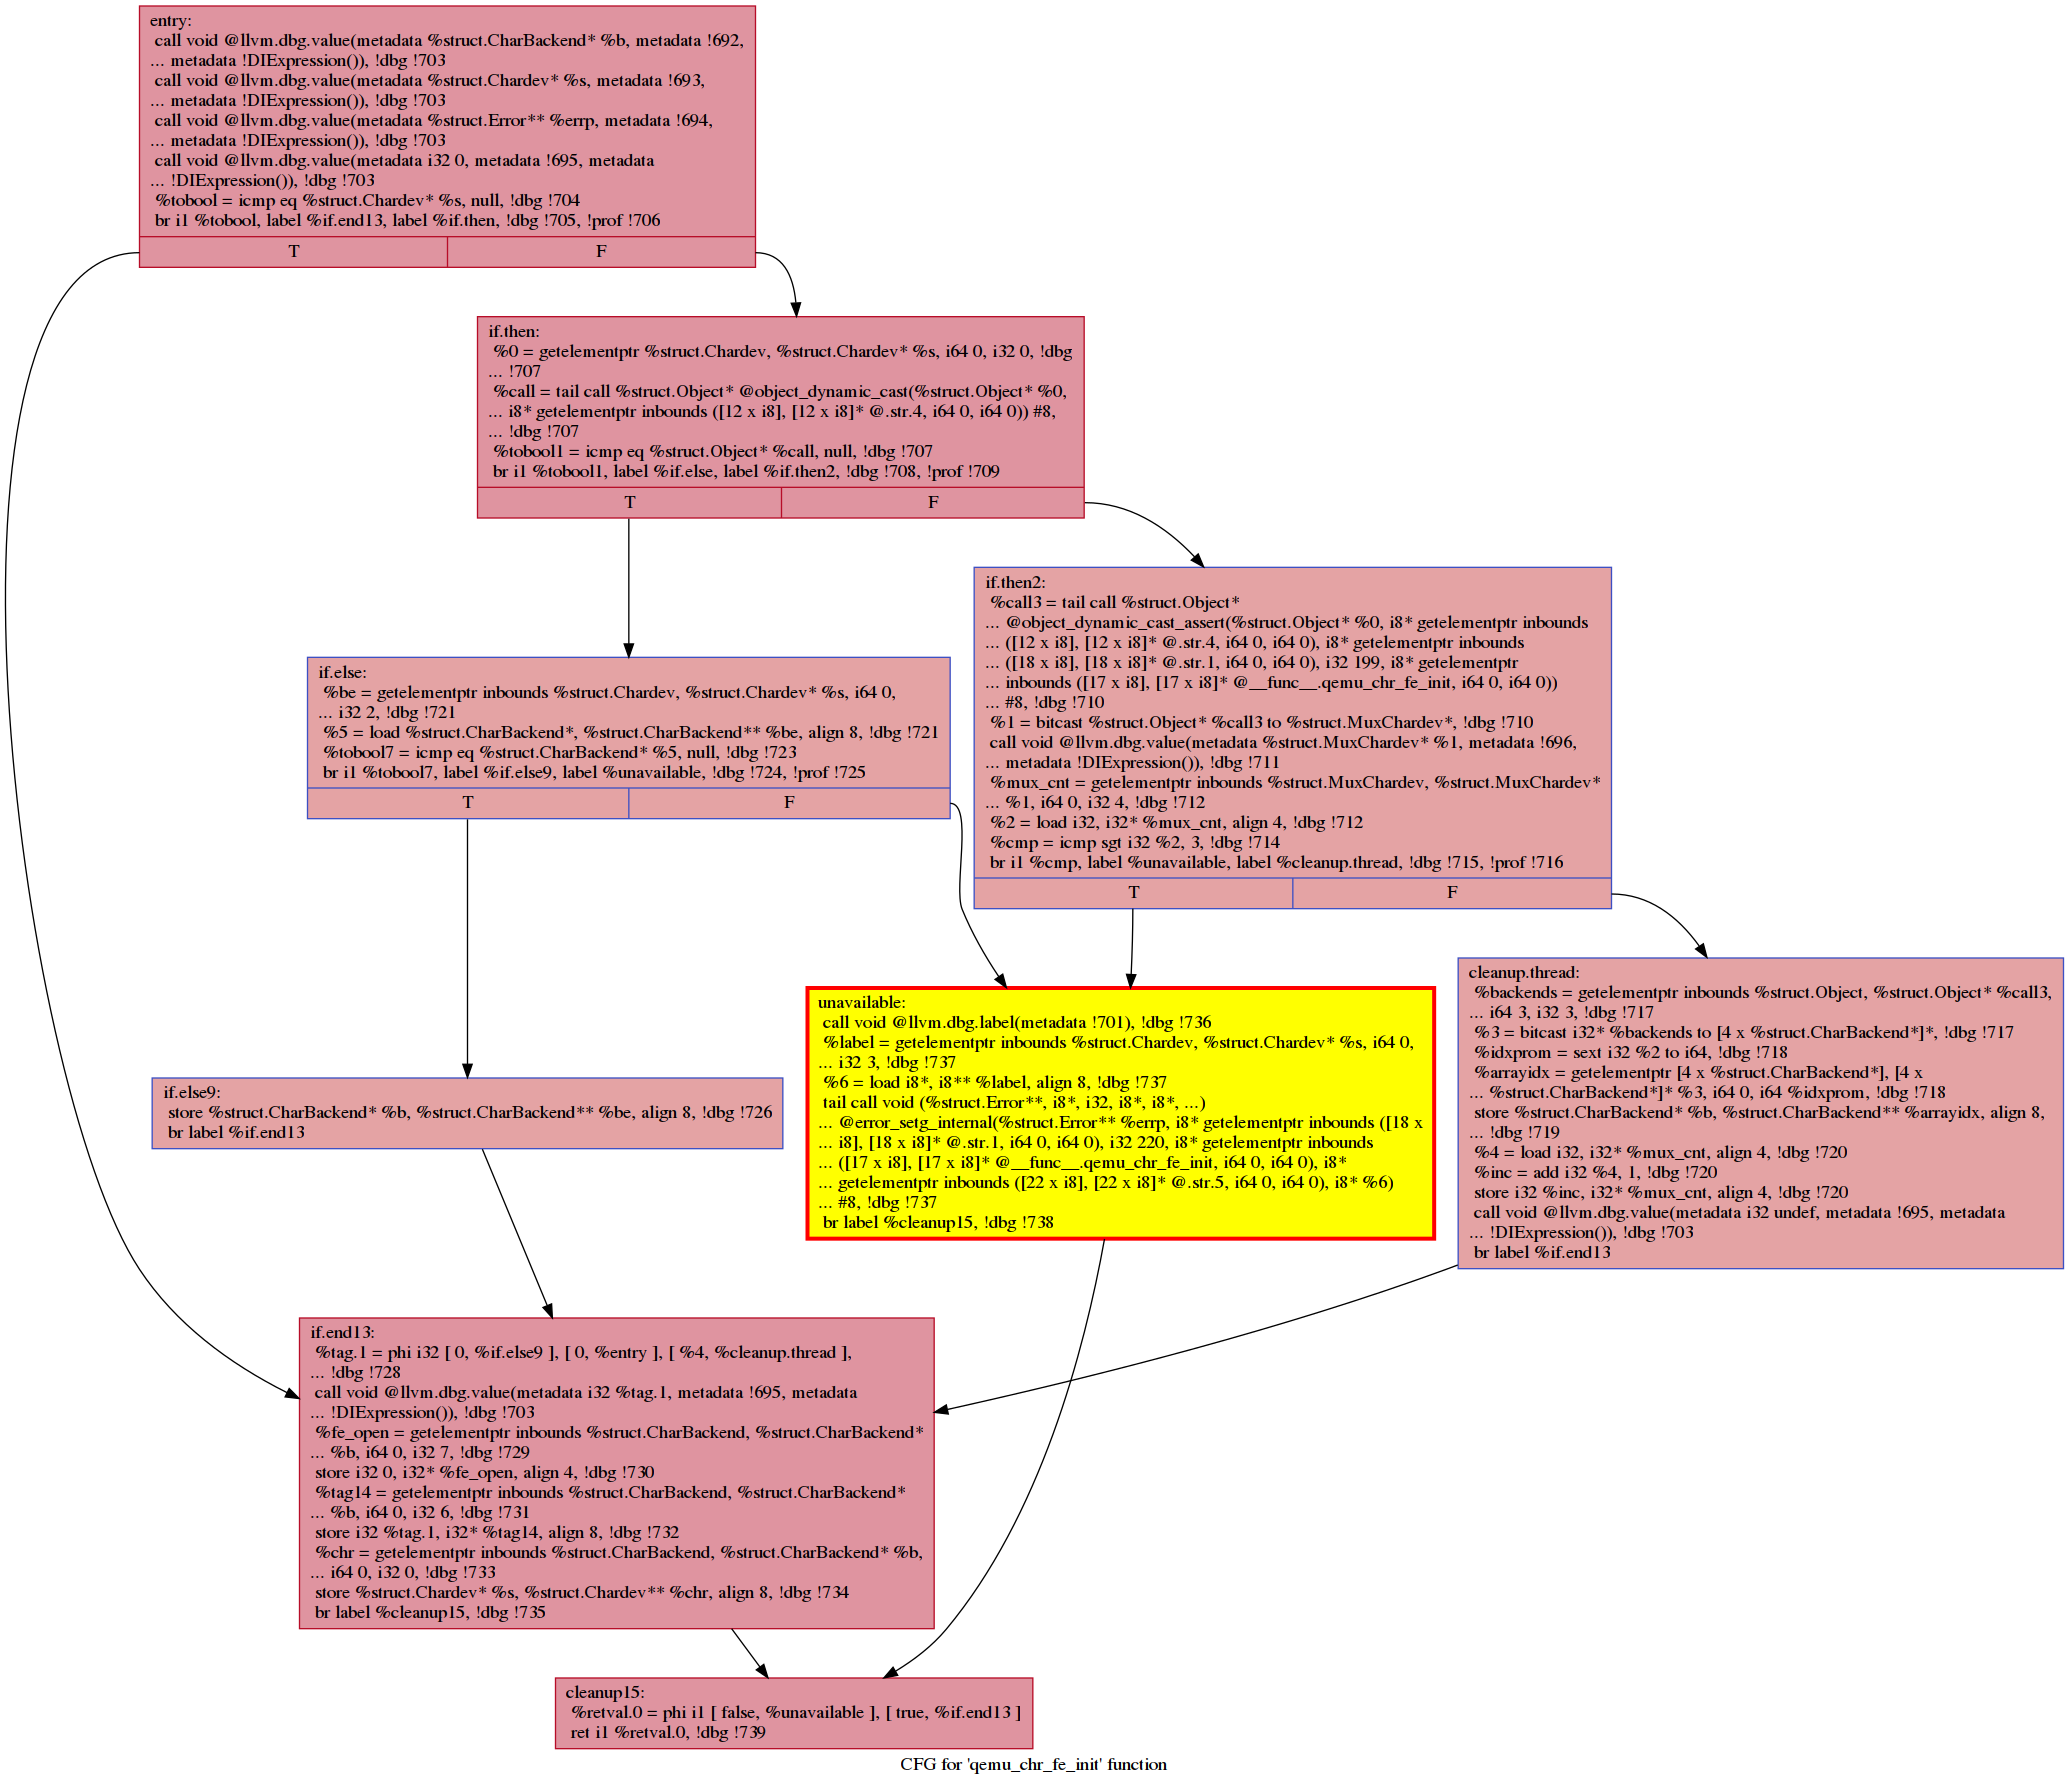 entry:
call void @llvm.dbg.value(metadata %struct.CharBackend* %b, metadata !692,
... metadata !DIExpression()), !dbg !703
call void @llvm.dbg.value(metadata %struct.Chardev* %s, metadata !693,
... metadata !DIExpression()), !dbg !703
call void @llvm.dbg.value(metadata %struct.Error** %errp, metadata !694,
... metadata !DIExpression()), !dbg !703
call void @llvm.dbg.value(metadata i32 0, metadata !695, metadata
... !DIExpression()), !dbg !703
%tobool = icmp eq %struct.Chardev* %s, null, !dbg !704
br i1 %tobool, label %if.end13, label %if.then, !dbg !705, !prof !706
T F
if.then:
%0 = getelementptr %struct.Chardev, %struct.Chardev* %s, i64 0, i32 0, !dbg
... !707
%call = tail call %struct.Object* @object_dynamic_cast(%struct.Object* %0,
... i8* getelementptr inbounds ([12 x i8], [12 x i8]* @.str.4, i64 0, i64 0)) #8,
... !dbg !707
%tobool1 = icmp eq %struct.Object* %call, null, !dbg !707
br i1 %tobool1, label %if.else, label %if.then2, !dbg !708, !prof !709
T F
if.then2:
%call3 = tail call %struct.Object*
... @object_dynamic_cast_assert(%struct.Object* %0, i8* getelementptr inbounds
... ([12 x i8], [12 x i8]* @.str.4, i64 0, i64 0), i8* getelementptr inbounds
... ([18 x i8], [18 x i8]* @.str.1, i64 0, i64 0), i32 199, i8* getelementptr
... inbounds ([17 x i8], [17 x i8]* @__func__.qemu_chr_fe_init, i64 0, i64 0))
... #8, !dbg !710
%1 = bitcast %struct.Object* %call3 to %struct.MuxChardev*, !dbg !710
call void @llvm.dbg.value(metadata %struct.MuxChardev* %1, metadata !696,
... metadata !DIExpression()), !dbg !711
%mux_cnt = getelementptr inbounds %struct.MuxChardev, %struct.MuxChardev*
... %1, i64 0, i32 4, !dbg !712
%2 = load i32, i32* %mux_cnt, align 4, !dbg !712
%cmp = icmp sgt i32 %2, 3, !dbg !714
br i1 %cmp, label %unavailable, label %cleanup.thread, !dbg !715, !prof !716
T F
if.else:
%be = getelementptr inbounds %struct.Chardev, %struct.Chardev* %s, i64 0,
... i32 2, !dbg !721
%5 = load %struct.CharBackend*, %struct.CharBackend** %be, align 8, !dbg !721
%tobool7 = icmp eq %struct.CharBackend* %5, null, !dbg !723
br i1 %tobool7, label %if.else9, label %unavailable, !dbg !724, !prof !725
T F
cleanup.thread:
%backends = getelementptr inbounds %struct.Object, %struct.Object* %call3,
... i64 3, i32 3, !dbg !717
%3 = bitcast i32* %backends to [4 x %struct.CharBackend*]*, !dbg !717
%idxprom = sext i32 %2 to i64, !dbg !718
%arrayidx = getelementptr [4 x %struct.CharBackend*], [4 x
... %struct.CharBackend*]* %3, i64 0, i64 %idxprom, !dbg !718
store %struct.CharBackend* %b, %struct.CharBackend** %arrayidx, align 8,
... !dbg !719
%4 = load i32, i32* %mux_cnt, align 4, !dbg !720
%inc = add i32 %4, 1, !dbg !720
store i32 %inc, i32* %mux_cnt, align 4, !dbg !720
call void @llvm.dbg.value(metadata i32 undef, metadata !695, metadata
... !DIExpression()), !dbg !703
br label %if.end13
unavailable:
call void @llvm.dbg.label(metadata !701), !dbg !736
%label = getelementptr inbounds %struct.Chardev, %struct.Chardev* %s, i64 0,
... i32 3, !dbg !737
%6 = load i8*, i8** %label, align 8, !dbg !737
tail call void (%struct.Error**, i8*, i32, i8*, i8*, ...)
... @error_setg_internal(%struct.Error** %errp, i8* getelementptr inbounds ([18 x
... i8], [18 x i8]* @.str.1, i64 0, i64 0), i32 220, i8* getelementptr inbounds
... ([17 x i8], [17 x i8]* @__func__.qemu_chr_fe_init, i64 0, i64 0), i8*
... getelementptr inbounds ([22 x i8], [22 x i8]* @.str.5, i64 0, i64 0), i8* %6)
... #8, !dbg !737
br label %cleanup15, !dbg !738
if.else9:
store %struct.CharBackend* %b, %struct.CharBackend** %be, align 8, !dbg !726
br label %if.end13
if.end13:
%tag.1 = phi i32 [ 0, %if.else9 ], [ 0, %entry ], [ %4, %cleanup.thread ],
... !dbg !728
call void @llvm.dbg.value(metadata i32 %tag.1, metadata !695, metadata
... !DIExpression()), !dbg !703
%fe_open = getelementptr inbounds %struct.CharBackend, %struct.CharBackend*
... %b, i64 0, i32 7, !dbg !729
store i32 0, i32* %fe_open, align 4, !dbg !730
%tag14 = getelementptr inbounds %struct.CharBackend, %struct.CharBackend*
... %b, i64 0, i32 6, !dbg !731
store i32 %tag.1, i32* %tag14, align 8, !dbg !732
%chr = getelementptr inbounds %struct.CharBackend, %struct.CharBackend* %b,
... i64 0, i32 0, !dbg !733
store %struct.Chardev* %s, %struct.Chardev** %chr, align 8, !dbg !734
br label %cleanup15, !dbg !735
cleanup15:
%retval.0 = phi i1 [ false, %unavailable ], [ true, %if.end13 ]
ret i1 %retval.0, !dbg !739
CFG for 'qemu_chr_fe_init' function